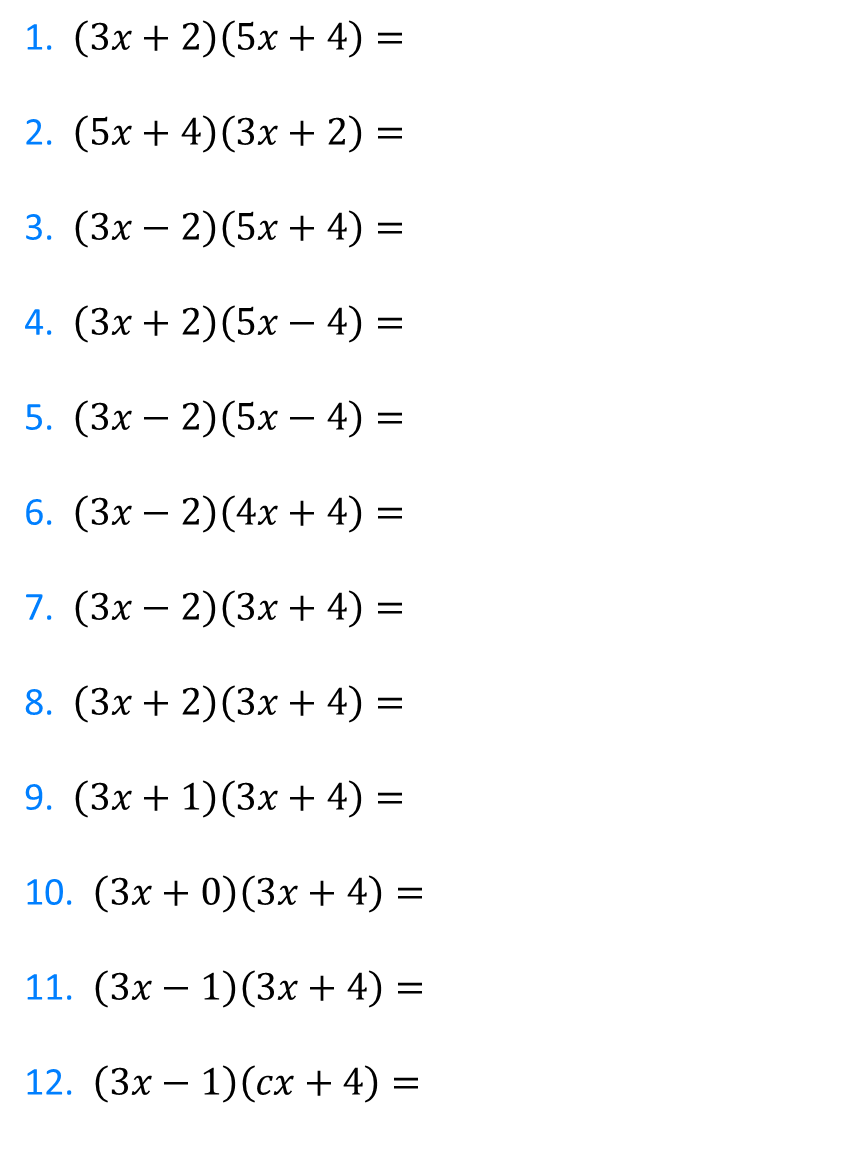 1. (3x + 2)(5x + 4) =
2. (5x + 4)(3x + 2) =
3. (3x − 2)(5x + 4) =
4. (3x + 2)(5x − 4) =
5. (3x − 2)(5x − 4) =
6. (3x − 2)(4x + 4) =
7. (3x − 2)(3x + 4) =
8. (3x + 2)(3x + 4) =
9. (3x + 1)(3x + 4) =
10. (3x + 0)(3x + 4) =
11. (3x − 1)(3x + 4) =
12. (3x − 1)(cx + 4) =